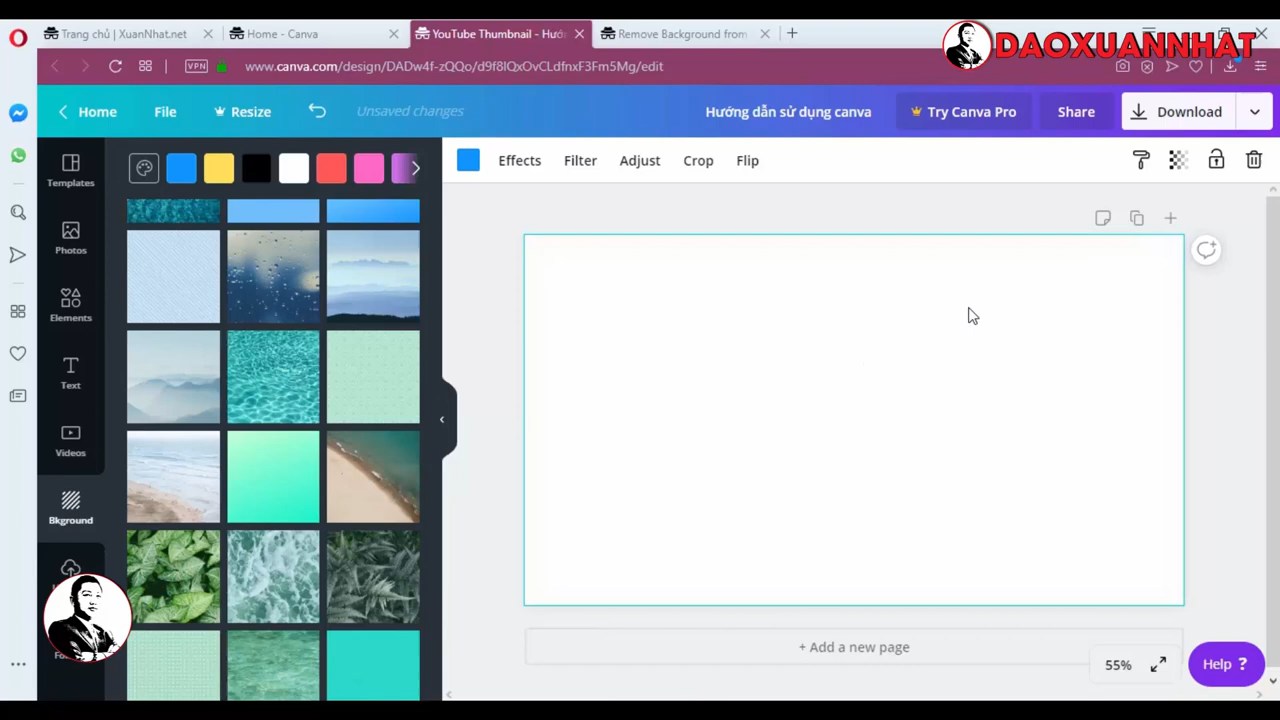 Trang chủ | XuanNhat.net
Home - Canva
YouTube Thumbnail - Hướ
Remove Background from
DAOXUANNHAT
VPN
www.canva.com/design/DADw4f-zQQo/d9f8lQxOvCLdfnxF3Fm5Mg/edit
Home
File
Resize
Unsaved changes
Hướng dẫn sử dụng canva
Try Canva Pro
Share
Download
Templates
Effects
Filter
Adjust
Crop
Flip
Photos
Elements
Text
Videos
Bkground
+ Add a new page
55%
Help ?